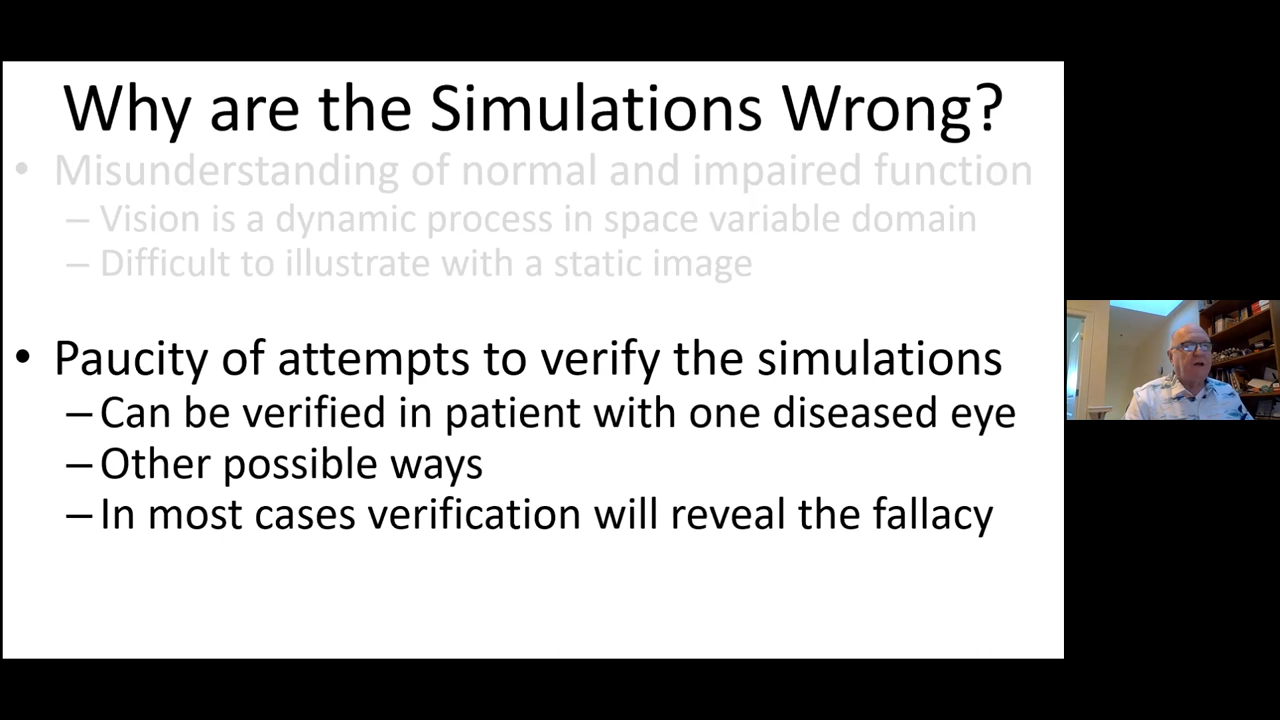 Why are the Simulations Wrong?
• Misunderstanding of normal and impaired function
– Vision is a dynamic process in space variable domain
– Difficult to illustrate with a static image
• Paucity of attempts to verify the simulations
– Can be verified in patient with one diseased eye
– Other possible ways
– In most cases verification will reveal the fallacy